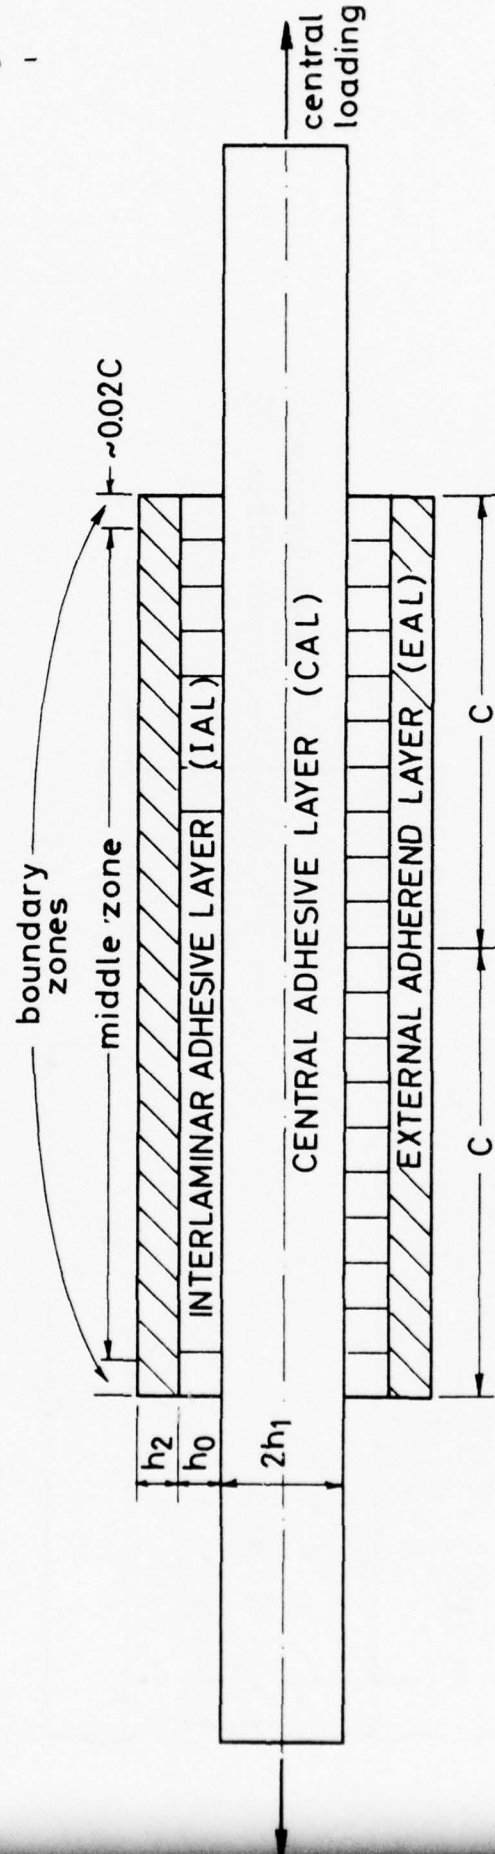 boundary
zones
middle zone
~0.02C
h2
h0
2h1
INTERLAMINAR ADHESIVE LAYER (IAL)
CENTRAL ADHESIVE LAYER (CAL)
EXTERNAL ADHEREND LAYER (EAL)
central
loading
C
C